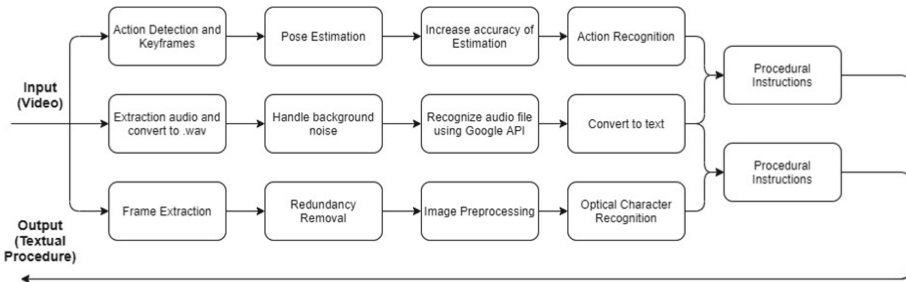 Action Detection and
Keyframes
Pose Estimation
Increase accuracy of
Estimation
Action Recognition
Procedural
Instructions
Input
(Video)
Extraction audio and
convert to .wav
Handle background
noise
Recognize audio file
using Google API
Convert to text
Procedural
Instructions
Frame Extraction
Redundancy
Removal
Image Preprocessing
Optical Character
Recognition
Output
(Textual
Procedure)